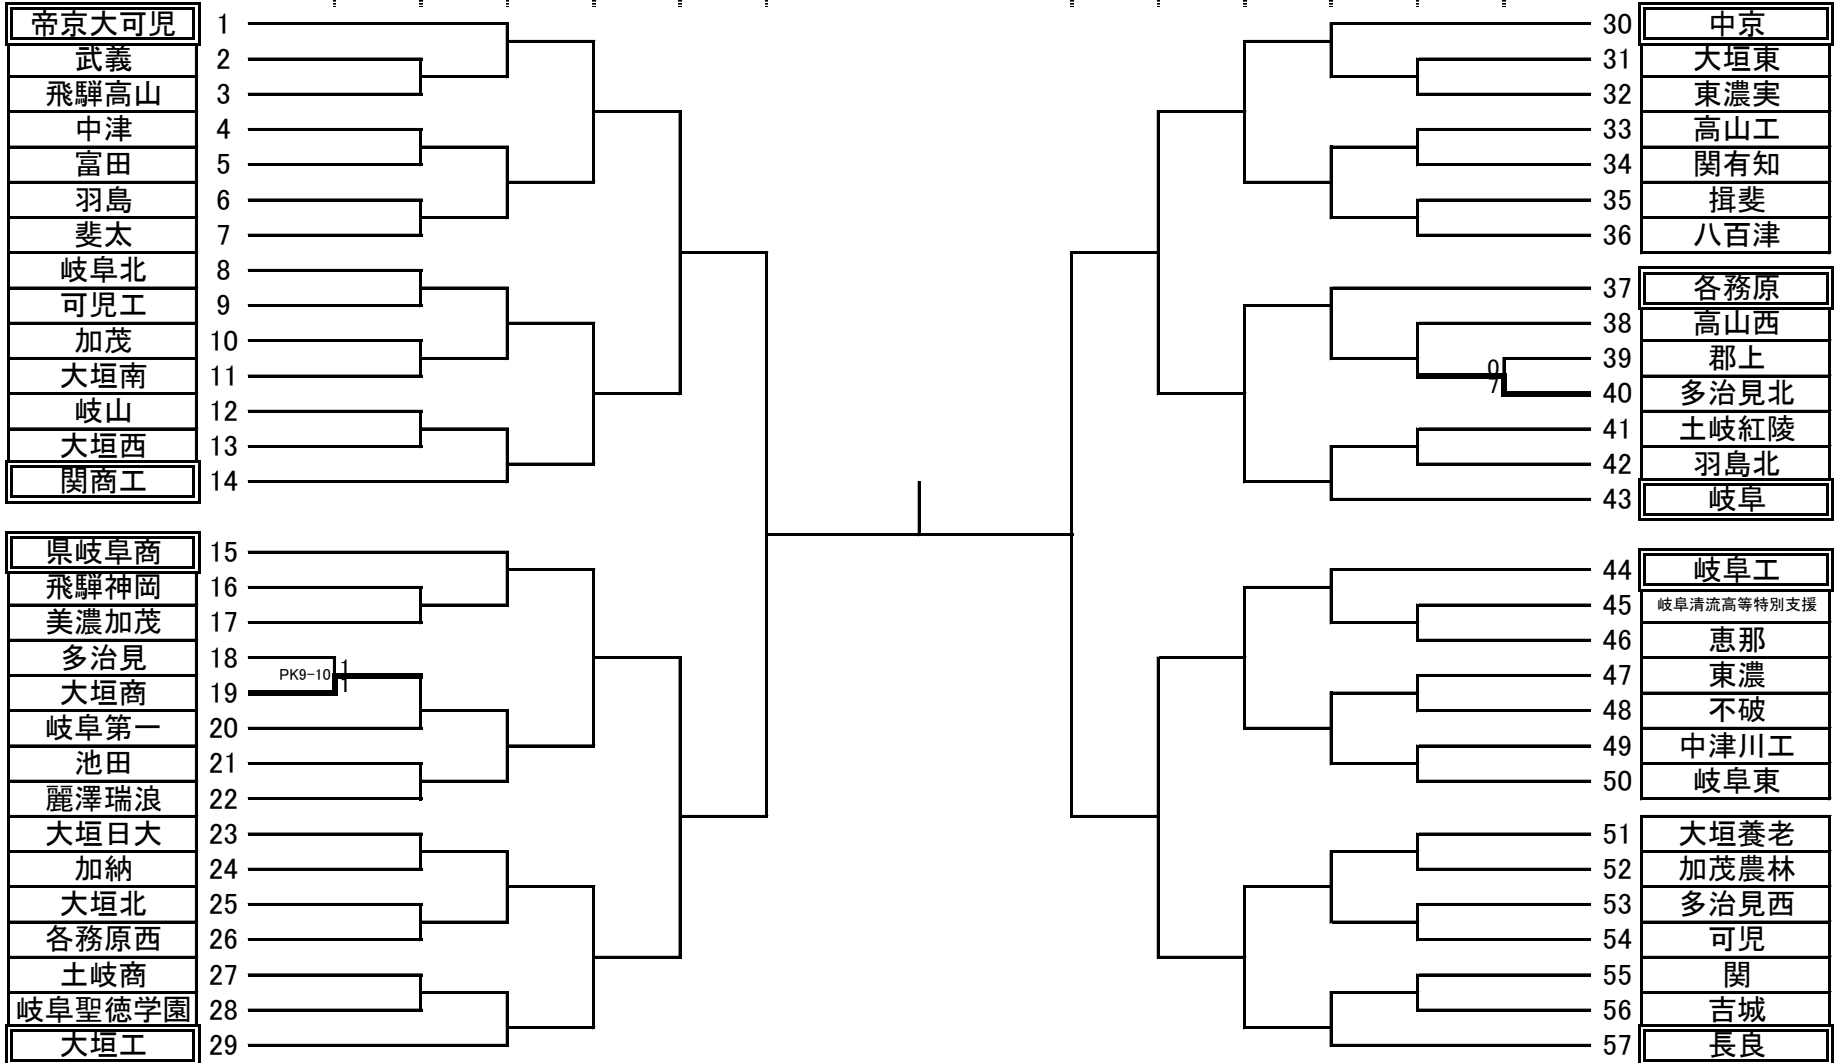 帝京大可児 1
武義 2
飛騨高山 3
中津 4
富田 5
羽島 6
斐太 7
岐阜北 8
可児工 9
加茂 10
大垣南 11
岐山 12
大垣西 13
関商工 14
県岐阜商 15
飛騨神岡 16
美濃加茂 17
多治見 18 1
PK9-10
大垣商 19 1
岐阜第一 20
池田 21
麗澤瑞浪 22
大垣日大 23
加納 24
大垣北 25
各務原西 26
土岐商 27
岐阜聖徳学園 28
大垣工 29
30 中京
31 大垣東
32 東濃実
33 高山工
34 関有知
35 揖斐
36 八百津
37 各務原
38 高山西
0 39 郡上
7 40 多治見北
41 土岐紅陵
42 羽島北
43 岐阜
44 岐阜工
45 岐阜清流高等特別支援
46 恵那
47 東濃
48 不破
49 中津川工
50 岐阜東
51 大垣養老
52 加茂農林
53 多治見西
54 可児
55 関
56 吉城
57 長良